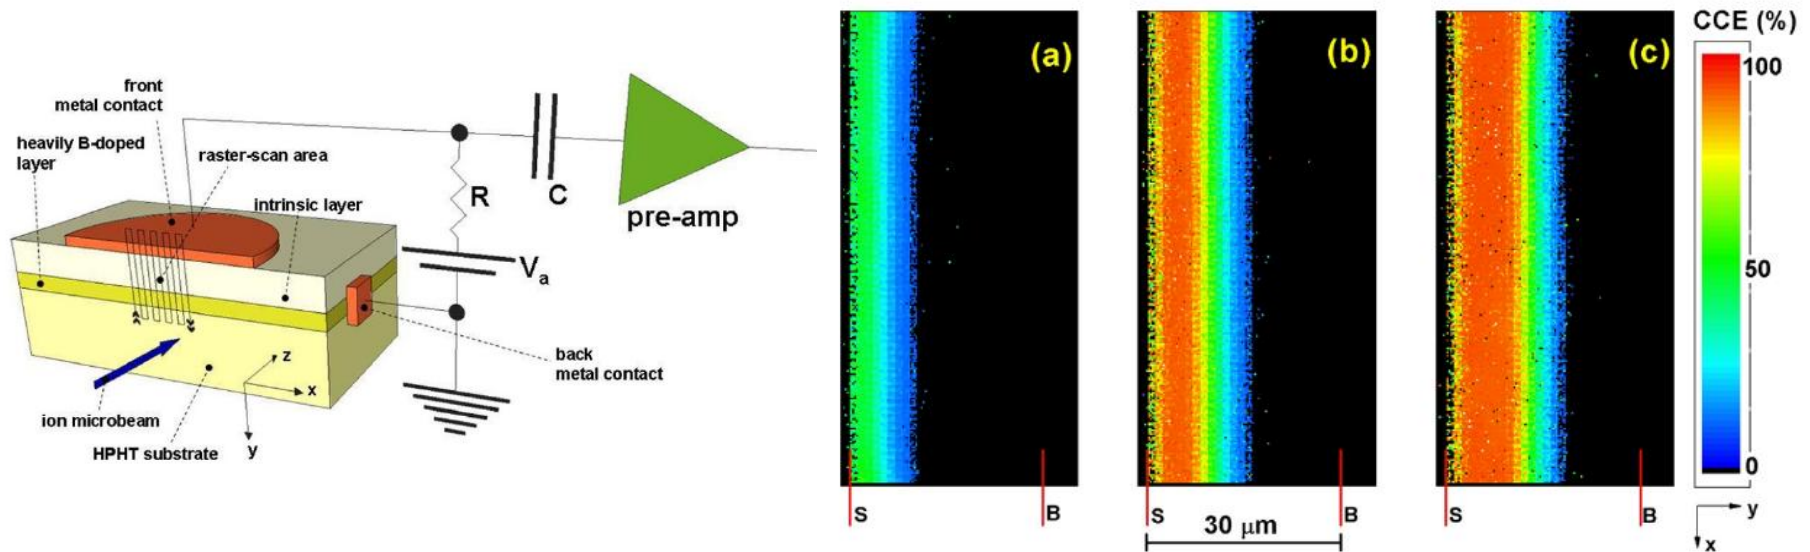 front
metal contact
heavily B-doped
layer
raster-scan area
intrinsic layer
R
C
pre-amp
Va
back
metal contact
z
x
y
ion microbeam
HPHT substrate
(a)
(b)
(c)
S
B
S
B
30 μm
S
B
CCE (%)
100
50
0
y
x